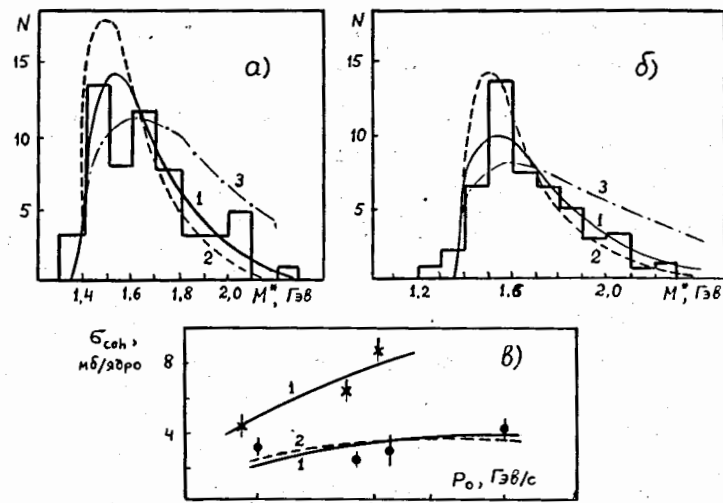 N
а)
15
10
5
1
2
3
1,4 1,6 1,8 2,0 M*, Гэв
N
б)
15
10
5
1
2
3
1,2 1,6 2,0 M*, Гэв
σcoh,
мб/ядро
8
4
в)
1
2
1
P₀, Гэв/с